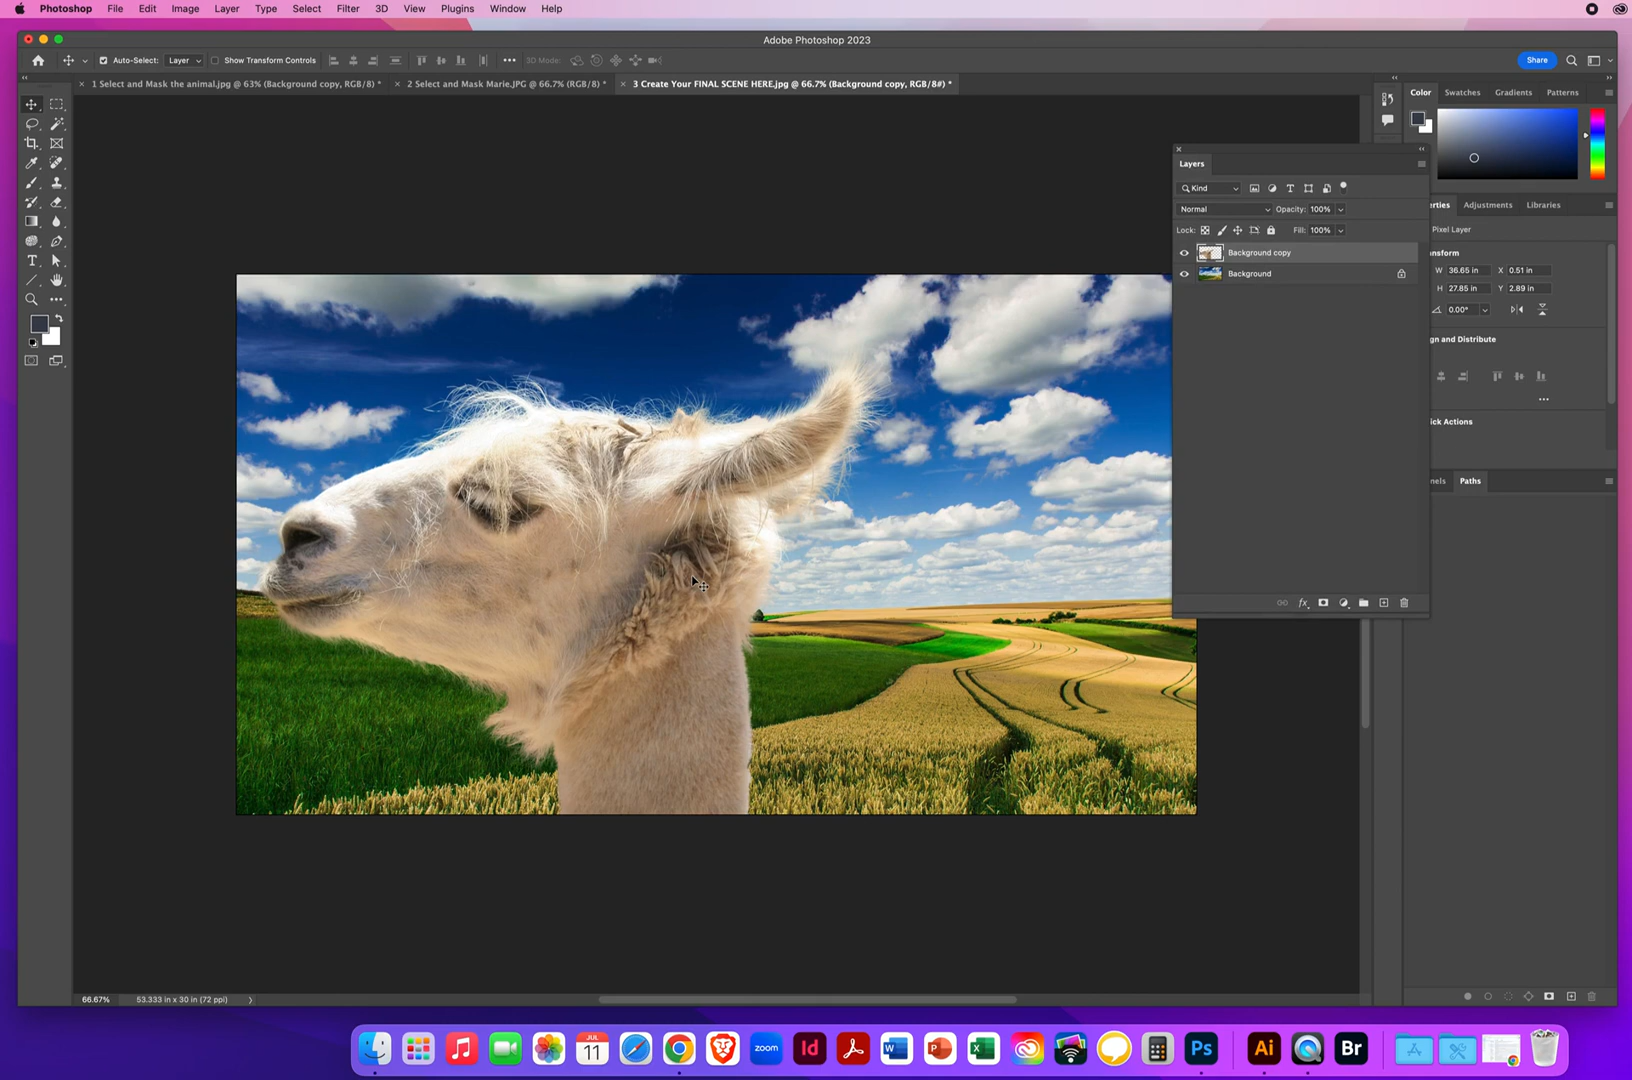 Photoshop File Edit Image Layer Type Select Filter 3D View Plugins Window Help
Adobe Photoshop 2023
Auto-Select: Layer Show Transform Controls 3D Mode: Share
1 Select and Mask the animal.jpg @ 63% (Background copy, RGB/8) * 2 Select and Mask Marie.JPG @ 66.7% (RGB/8) * 3 Create Your FINAL SCENE HERE.jpg @ 66.7% (Background copy, RGB/8#) *
Color Swatches Gradients Patterns
Layers
Kind
Normal Opacity: 100%
Lock: Fill: 100%
Background copy
Background
erties Adjustments Libraries
Pixel Layer
ansform
W 36.65 in X 0.51 in
H 27.85 in Y 2.89 in
0.00°
ign and Distribute
ick Actions
nels Paths
66.67% 53.333 in x 30 in (72 ppi)
JUL
11
zoom
Id
W
P
X
Ps
Ai
Br